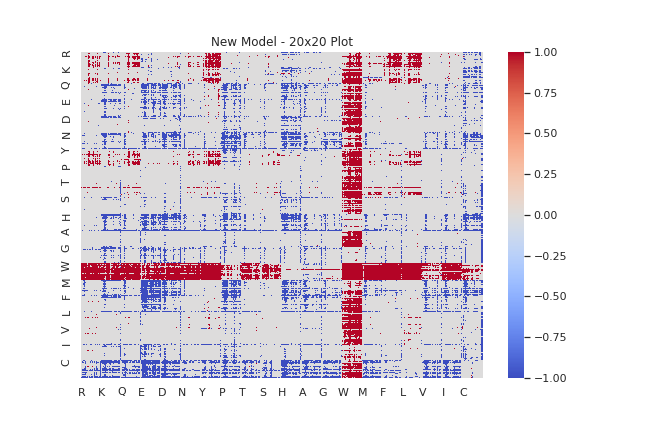 New Model - 20x20 Plot
R
K
Q
E
D
N
Y
P
T
S
H
A
G
W
M
F
L
V
I
C
R K Q E D N Y P T S H A G W M F L V I C
1.00
0.75
0.50
0.25
0.00
−0.25
−0.50
−0.75
−1.00